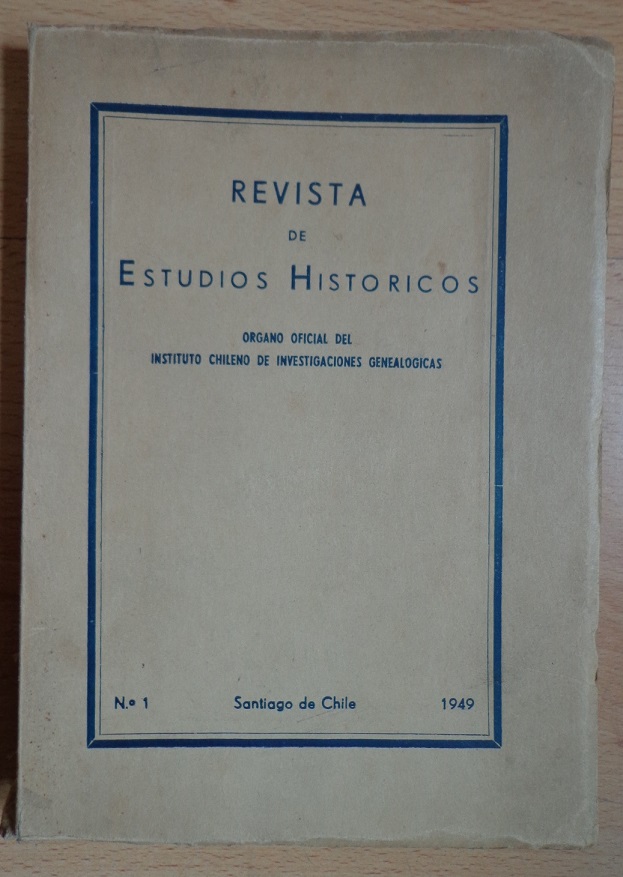 REVISTA
DE
ESTUDIOS HISTORICOS
ORGANO OFICIAL DEL
INSTITUTO CHILENO DE INVESTIGACIONES GENEALOGICAS
N.º 1 Santiago de Chile 1949